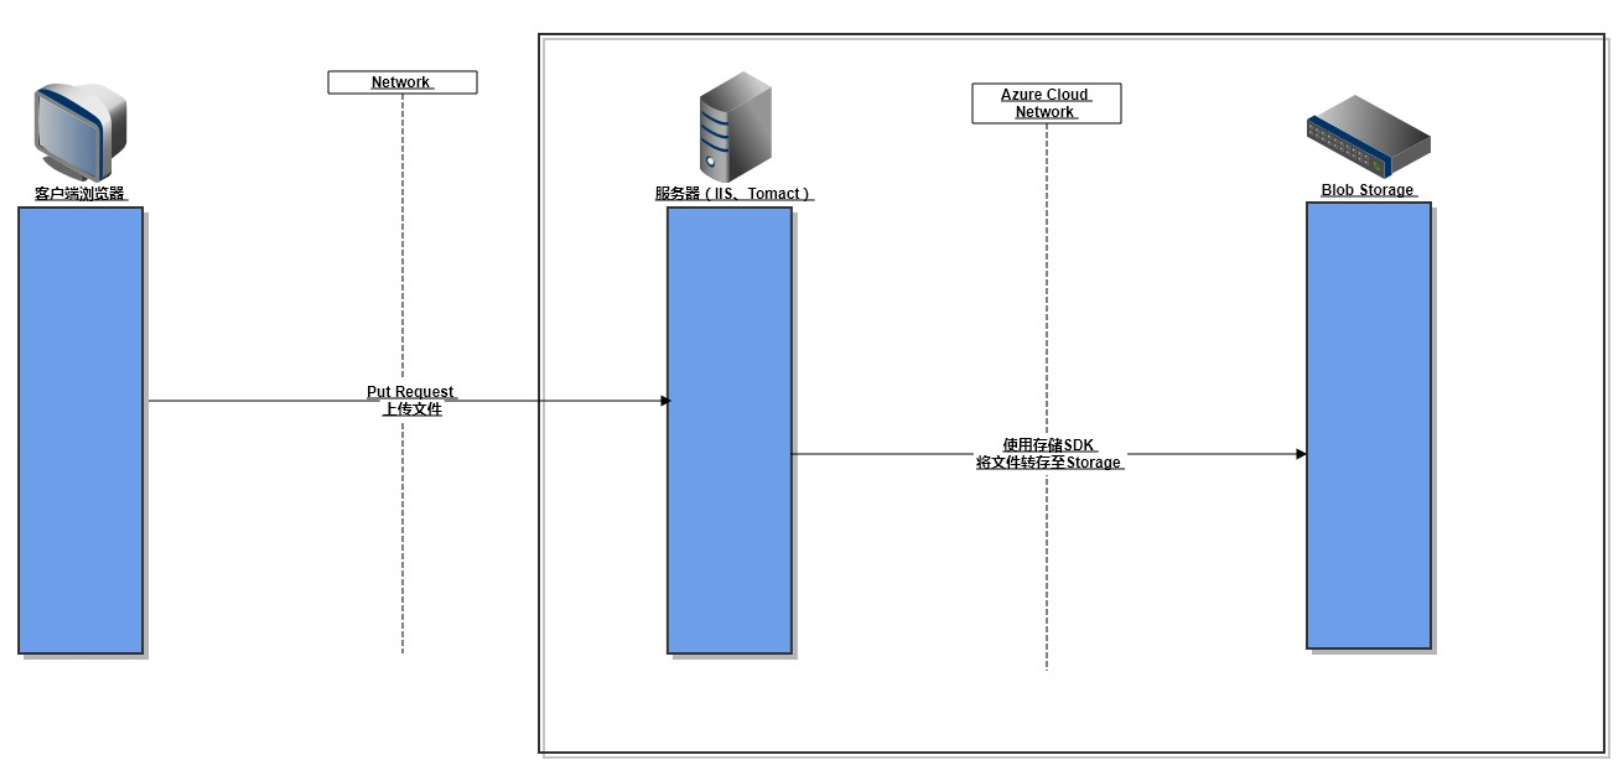 Network
Azure Cloud
Network
客户端浏览器
服务器（IIS、Tomact）
Blob Storage
Put Request
上传文件
使用存储SDK
将文件转存至Storage